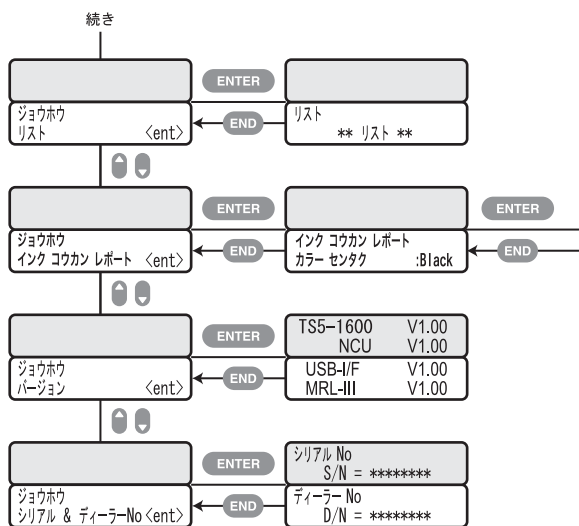 続き
ENTER
ジョウホウ
リスト <ent>
END
リスト
** リスト **
ENTER
ENTER
ジョウホウ
インク コウカン レポート <ent>
END
インク コウカン レポート
カラー センタク :Black
END
ENTER
TS5-1600 V1.00
NCU V1.00
ジョウホウ
バージョン <ent>
END
USB-I/F V1.00
MRL-III V1.00
ENTER
シリアル No
S/N = ********
ジョウホウ
シリアル & ディーラーNo <ent>
END
ディーラー No
D/N = ********